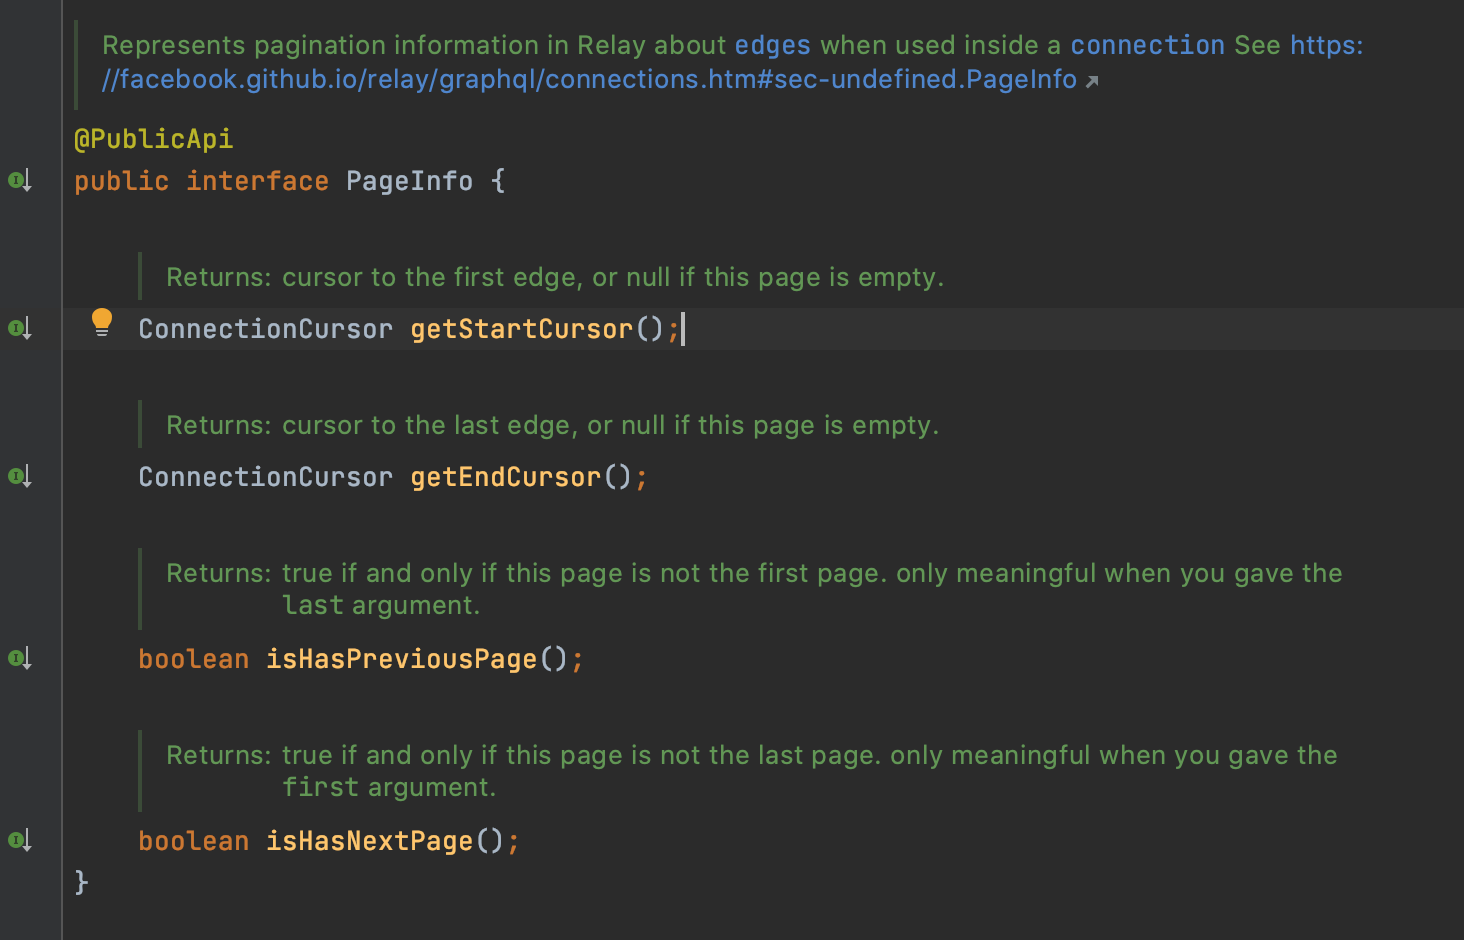 Represents pagination information in Relay about edges when used inside a connection See https:
//facebook.github.io/relay/graphql/connections.htm#sec-undefined.PageInfo
@PublicApi
public interface PageInfo {
Returns: cursor to the first edge, or null if this page is empty.
ConnectionCursor getStartCursor();
Returns: cursor to the last edge, or null if this page is empty.
ConnectionCursor getEndCursor();
Returns: true if and only if this page is not the first page. only meaningful when you gave the
last argument.
boolean isHasPreviousPage();
Returns: true if and only if this page is not the last page. only meaningful when you gave the
first argument.
boolean isHasNextPage();
}